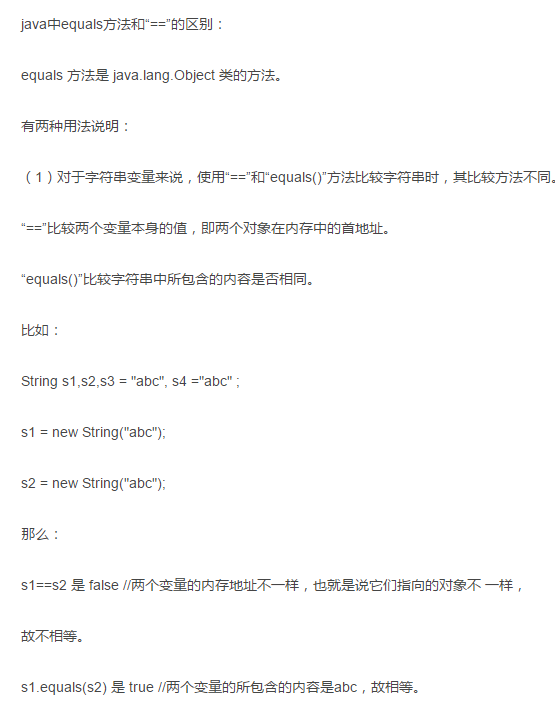 java中equals方法和“==”的区别：
equals 方法是 java.lang.Object 类的方法。
有两种用法说明：
（1）对于字符串变量来说，使用“==”和“equals()”方法比较字符串时，其比较方法不同。
“==”比较两个变量本身的值，即两个对象在内存中的首地址。
“equals()”比较字符串中所包含的内容是否相同。
比如：
String s1,s2,s3 = "abc", s4 ="abc" ;
s1 = new String("abc");
s2 = new String("abc");
那么：
s1==s2 是 false //两个变量的内存地址不一样，也就是说它们指向的对象不 一样，
故不相等。
s1.equals(s2) 是 true //两个变量的所包含的内容是abc，故相等。